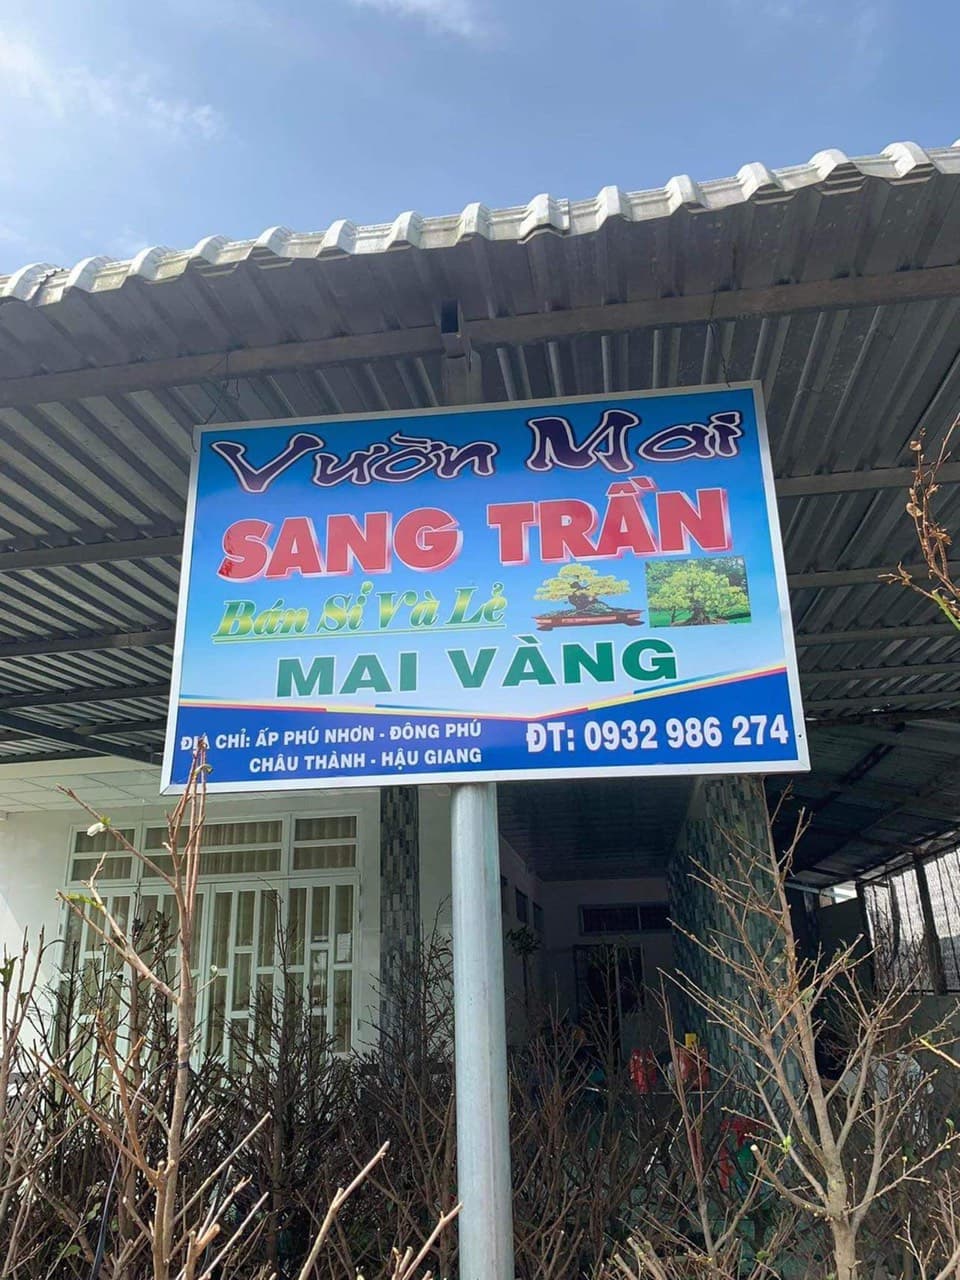 Vườn Mai
SANG TRẦN
Bán Sỉ Và Lẻ
MAI VÀNG
ĐỊA CHỈ: ẤP PHÚ NHƠN - ĐÔNG PHÚ
CHÂU THÀNH - HẬU GIANG
ĐT: 0932 986 274